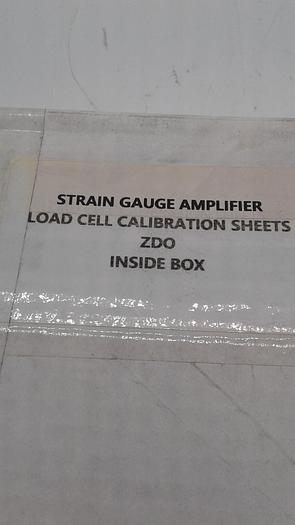 STRAIN GAUGE AMPLIFIER
LOAD CELL CALIBRATION SHEETS
ZDO
INSIDE BOX